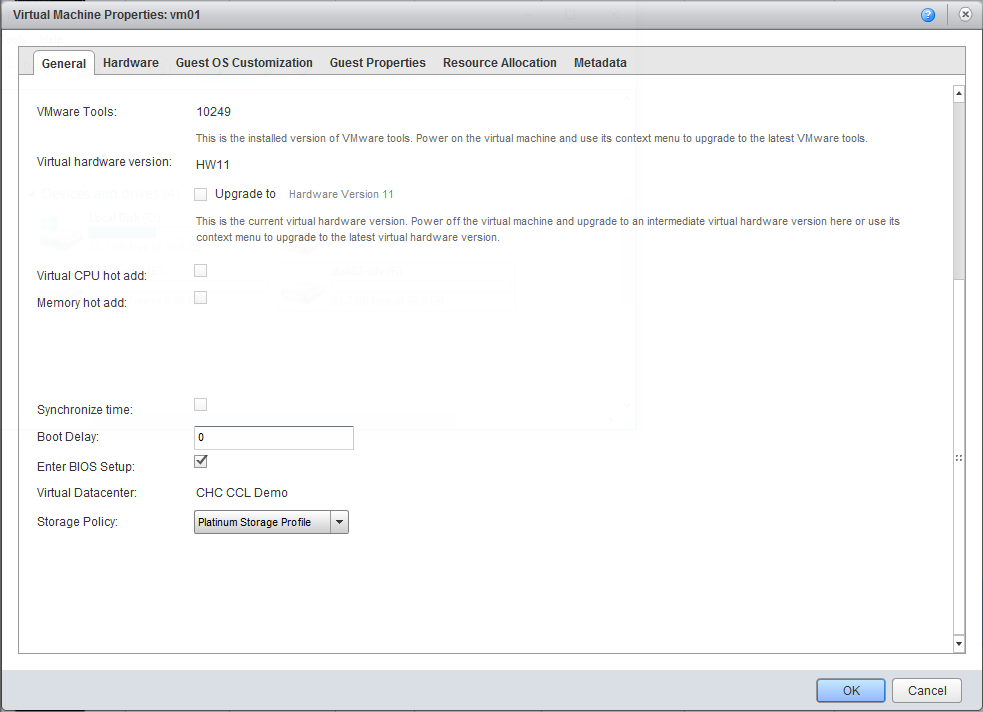 Virtual Machine Properties: vm01
General Hardware Guest OS Customization Guest Properties Resource Allocation Metadata
VMware Tools: 10249
This is the installed version of VMware tools. Power on the virtual machine and use its context menu to upgrade to the latest VMware tools.
Virtual hardware version: HW11
Upgrade to Hardware Version 11
This is the current virtual hardware version. Power off the virtual machine and upgrade to an intermediate virtual hardware version here or use its
context menu to upgrade to the latest virtual hardware version.
Virtual CPU hot add:
Memory hot add:
Synchronize time:
Boot Delay: 0
Enter BIOS Setup:
Virtual Datacenter: CHC CCL Demo
Storage Policy: Platinum Storage Profile
OK Cancel